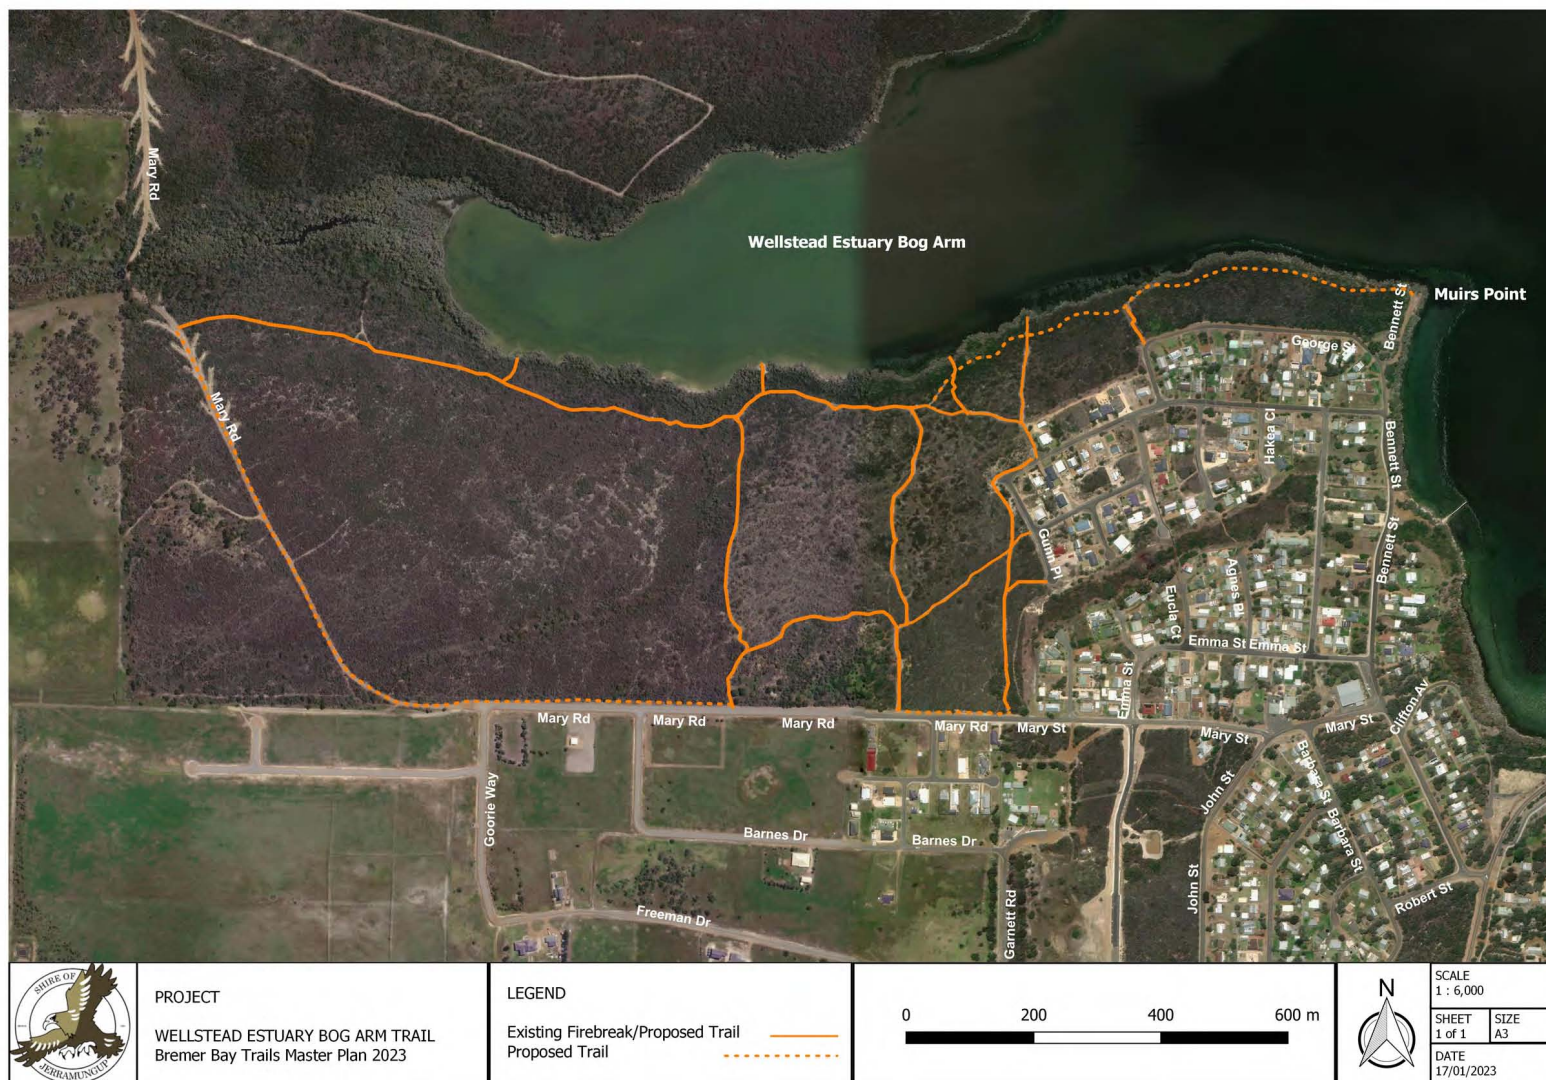 Mary Rd
Wellstead Estuary Bog Arm
Muirs Point
Bennett St
George St
Mary Rd
Hakea Cl
Bennett St
Bennett St
Gunn Pl
Agnes Pl
Eucla Cl
Emma St
Emma St
Emma St
Mary Rd
Mary Rd
Mary Rd
Mary Rd
Mary St
Mary St
Mary St
Clifton Av
Barbara St
John St
Goorie Way
Barnes Dr
Barnes Dr
Barbara St
John St
Robert St
Freeman Dr
Garnett Rd
SHIRE OF
JERRAMUNGUP
PROJECT
WELLSTEAD ESTUARY BOG ARM TRAIL
Bremer Bay Trails Master Plan 2023
LEGEND
Existing Firebreak/Proposed Trail
Proposed Trail
0 200 400 600 m
N
SCALE
1 : 6,000
SHEET
1 of 1
SIZE
A3
DATE
17/01/2023